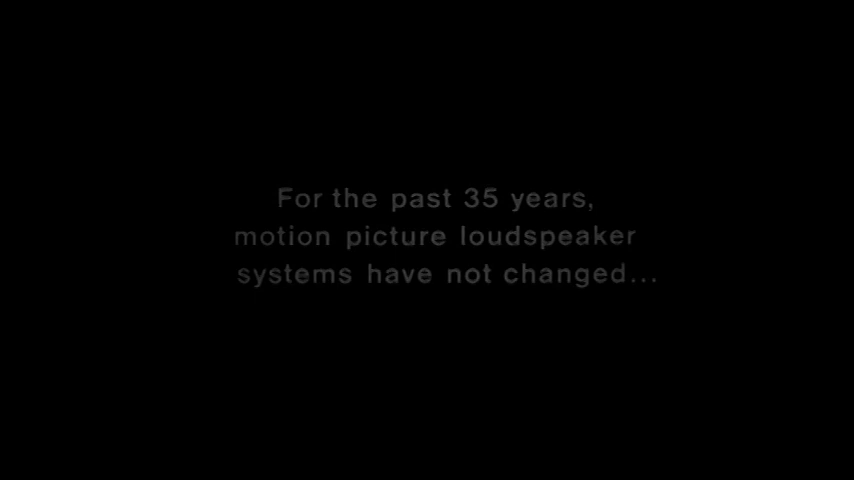 For the past 35 years,
motion picture loudspeaker
systems have not changed...